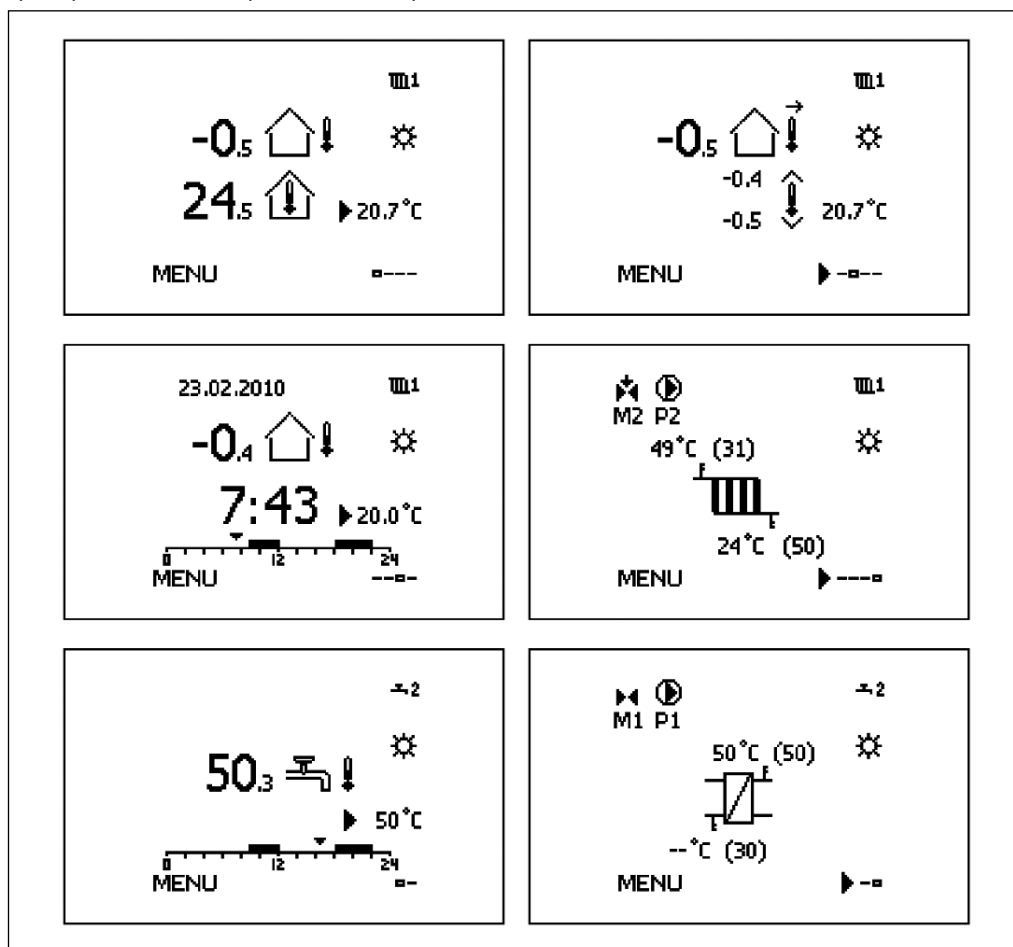 1
-0.5
24.5
20.7°C
MENU
1
-0.5
-0.4
-0.5
20.7°C
MENU
23.02.2010
1
-0.4
7:43
20.0°C
0 12 24
MENU
1
M2 P2
49°C (31)
24°C (50)
MENU
2
50.3
50°C
0 12 24
MENU
2
M1 P1
50°C (50)
--°C (30)
MENU